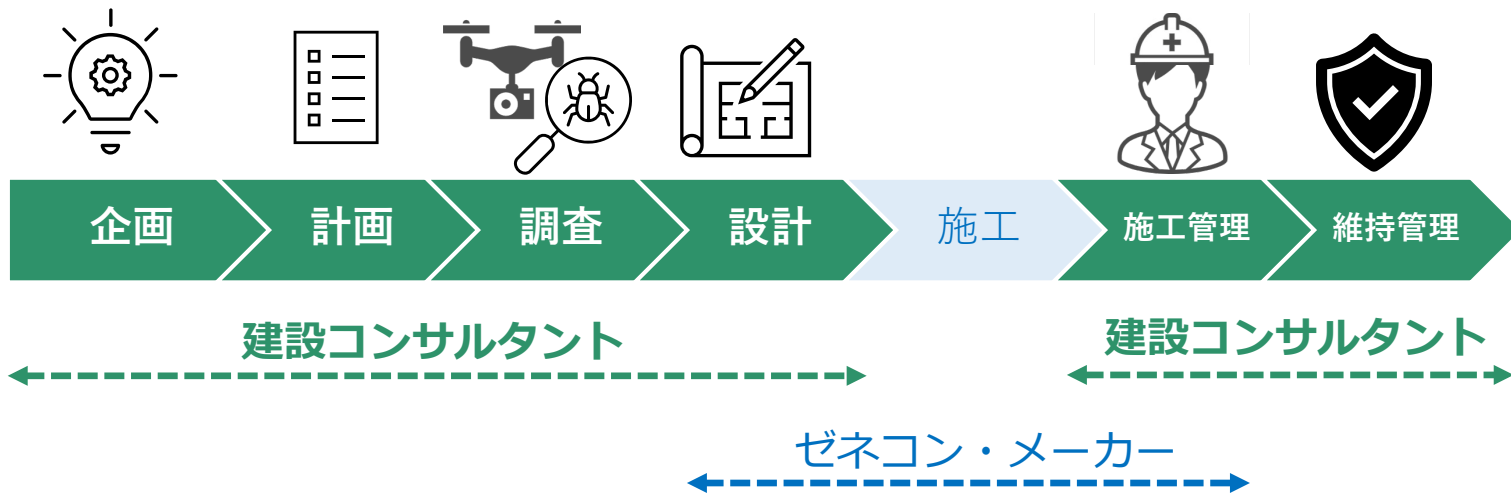 企画
計画
調査
設計
施工
施工管理
維持管理
建設コンサルタント
建設コンサルタント
ゼネコン・メーカー